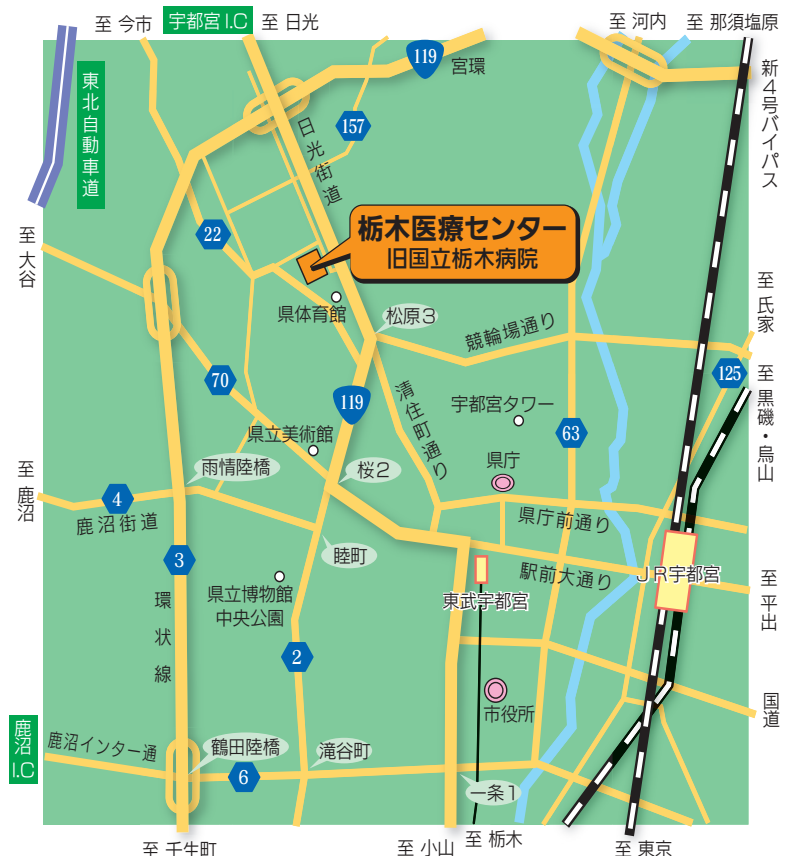 至 今市
宇都宮 I.C
至 日光
至 河内
至 那須塩原
119
宮環
新4号バイパス
東北自動車道
157
日光街道
22
栃木医療センター
旧国立栃木病院
至 大谷
至 氏家
県体育館
松原3
競輪場通り
125
至 黒磯・烏山
70
119
清住町通り
宇都宮タワー
63
県立美術館
県庁
雨情陸橋
桜2
至 鹿沼
4
鹿沼街道
県庁前通り
3
睦町
駅前大通り
JR宇都宮
至 平出
県立博物館
中央公園
東武宇都宮
環状線
2
市役所
国道
鹿沼 I.C
鹿沼インター通
鶴田陸橋
滝谷町
6
一条1
至 壬生町
至 小山
至 栃木
至 東京